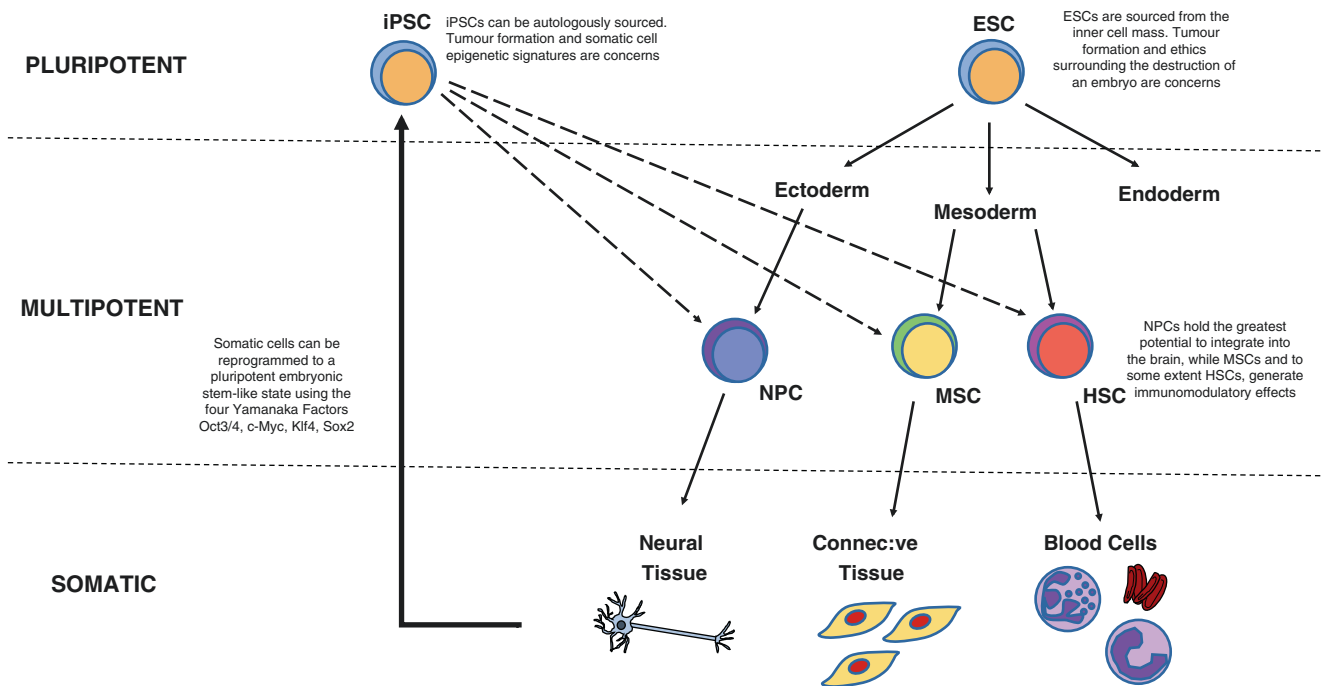 iPSC
iPSCs can be autologously sourced.
Tumour formation and somatic cell
epigenetic signatures are concerns
ESC
ESCs are sourced from the
inner cell mass. Tumour
formation and ethics
surrounding the destruction of
an embryo are concerns
PLURIPOTENT
Ectoderm
Mesoderm
Endoderm
MULTIPOTENT
Somatic cells can be
reprogrammed to a
pluripotent embryonic
stem-like state using the
four Yamanaka Factors
Oct3/4, c-Myc, Klf4, Sox2
NPC
MSC
HSC
NPCs hold the greatest
potential to integrate into
the brain, while MSCs and to
some extent HSCs, generate
immunomodulatory effects
SOMATIC
Neural
Tissue
Connec:ve
Tissue
Blood Cells